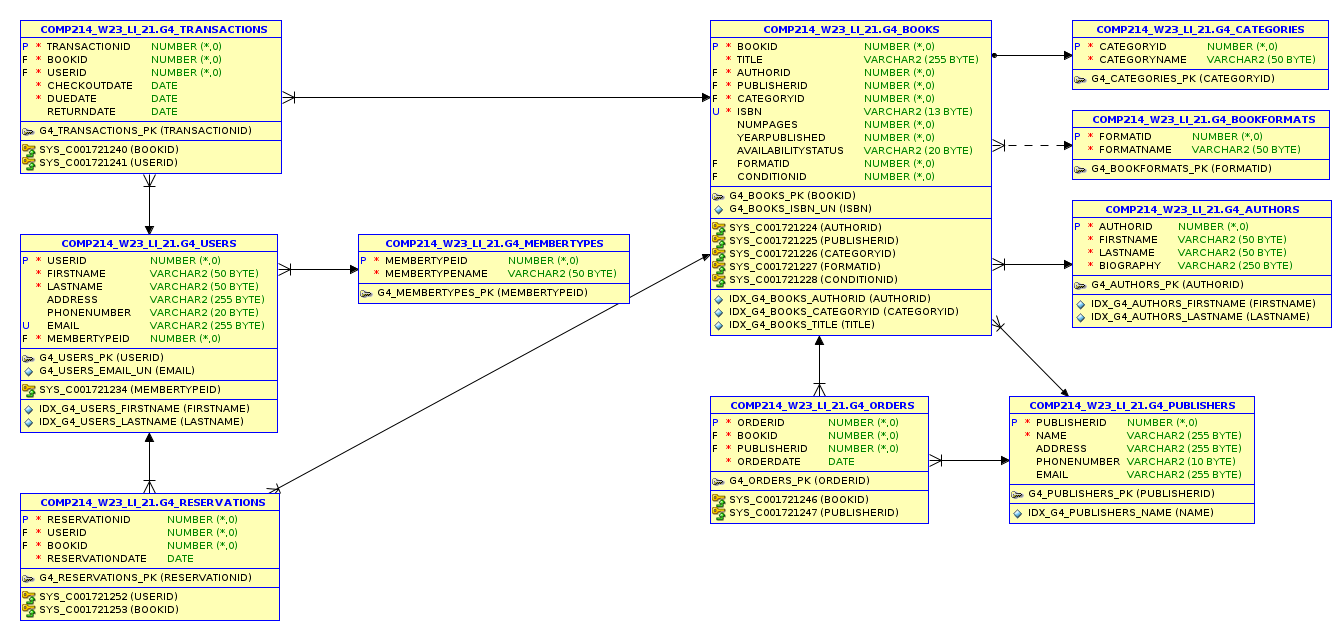 COMP214_W23_LI_21.G4_TRANSACTIONS
P * TRANSACTIONID NUMBER (*,0)
F * BOOKID NUMBER (*,0)
F * USERID NUMBER (*,0)
* CHECKOUTDATE DATE
* DUEDATE DATE
RETURNDATE DATE
G4_TRANSACTIONS_PK (TRANSACTIONID)
SYS_C001721240 (BOOKID)
SYS_C001721241 (USERID)
COMP214_W23_LI_21.G4_USERS
P * USERID NUMBER (*,0)
* FIRSTNAME VARCHAR2 (50 BYTE)
* LASTNAME VARCHAR2 (50 BYTE)
ADDRESS VARCHAR2 (255 BYTE)
PHONENUMBER VARCHAR2 (20 BYTE)
U EMAIL VARCHAR2 (255 BYTE)
F * MEMBERTYPEID NUMBER (*,0)
G4_USERS_PK (USERID)
G4_USERS_EMAIL_UN (EMAIL)
SYS_C001721234 (MEMBERTYPEID)
IDX_G4_USERS_FIRSTNAME (FIRSTNAME)
IDX_G4_USERS_LASTNAME (LASTNAME)
COMP214_W23_LI_21.G4_RESERVATIONS
P * RESERVATIONID NUMBER (*,0)
F * USERID NUMBER (*,0)
F * BOOKID NUMBER (*,0)
* RESERVATIONDATE DATE
G4_RESERVATIONS_PK (RESERVATIONID)
SYS_C001721252 (USERID)
SYS_C001721253 (BOOKID)
COMP214_W23_LI_21.G4_MEMBERTYPES
P * MEMBERTYPEID NUMBER (*,0)
* MEMBERTYPENAME VARCHAR2 (50 BYTE)
G4_MEMBERTYPES_PK (MEMBERTYPEID)
COMP214_W23_LI_21.G4_BOOKS
P * BOOKID NUMBER (*,0)
* TITLE VARCHAR2 (255 BYTE)
F * AUTHORID NUMBER (*,0)
F * PUBLISHERID NUMBER (*,0)
F * CATEGORYID NUMBER (*,0)
U * ISBN VARCHAR2 (13 BYTE)
NUMPAGES NUMBER (*,0)
YEARPUBLISHED NUMBER (*,0)
AVAILABILITYSTATUS VARCHAR2 (20 BYTE)
F FORMATID NUMBER (*,0)
F CONDITIONID NUMBER (*,0)
G4_BOOKS_PK (BOOKID)
G4_BOOKS_ISBN_UN (ISBN)
SYS_C001721224 (AUTHORID)
SYS_C001721225 (PUBLISHERID)
SYS_C001721226 (CATEGORYID)
SYS_C001721227 (FORMATID)
SYS_C001721228 (CONDITIONID)
IDX_G4_BOOKS_AUTHORID (AUTHORID)
IDX_G4_BOOKS_CATEGORYID (CATEGORYID)
IDX_G4_BOOKS_TITLE (TITLE)
COMP214_W23_LI_21.G4_ORDERS
P * ORDERID NUMBER (*,0)
F * BOOKID NUMBER (*,0)
F * PUBLISHERID NUMBER (*,0)
* ORDERDATE DATE
G4_ORDERS_PK (ORDERID)
SYS_C001721246 (BOOKID)
SYS_C001721247 (PUBLISHERID)
COMP214_W23_LI_21.G4_CATEGORIES
P * CATEGORYID NUMBER (*,0)
* CATEGORYNAME VARCHAR2 (50 BYTE)
G4_CATEGORIES_PK (CATEGORYID)
COMP214_W23_LI_21.G4_BOOKFORMATS
P * FORMATID NUMBER (*,0)
* FORMATNAME VARCHAR2 (50 BYTE)
G4_BOOKFORMATS_PK (FORMATID)
COMP214_W23_LI_21.G4_AUTHORS
P * AUTHORID NUMBER (*,0)
* FIRSTNAME VARCHAR2 (50 BYTE)
* LASTNAME VARCHAR2 (50 BYTE)
* BIOGRAPHY VARCHAR2 (250 BYTE)
G4_AUTHORS_PK (AUTHORID)
IDX_G4_AUTHORS_FIRSTNAME (FIRSTNAME)
IDX_G4_AUTHORS_LASTNAME (LASTNAME)
COMP214_W23_LI_21.G4_PUBLISHERS
P * PUBLISHERID NUMBER (*,0)
* NAME VARCHAR2 (255 BYTE)
ADDRESS VARCHAR2 (255 BYTE)
PHONENUMBER VARCHAR2 (10 BYTE)
EMAIL VARCHAR2 (255 BYTE)
G4_PUBLISHERS_PK (PUBLISHERID)
IDX_G4_PUBLISHERS_NAME (NAME)